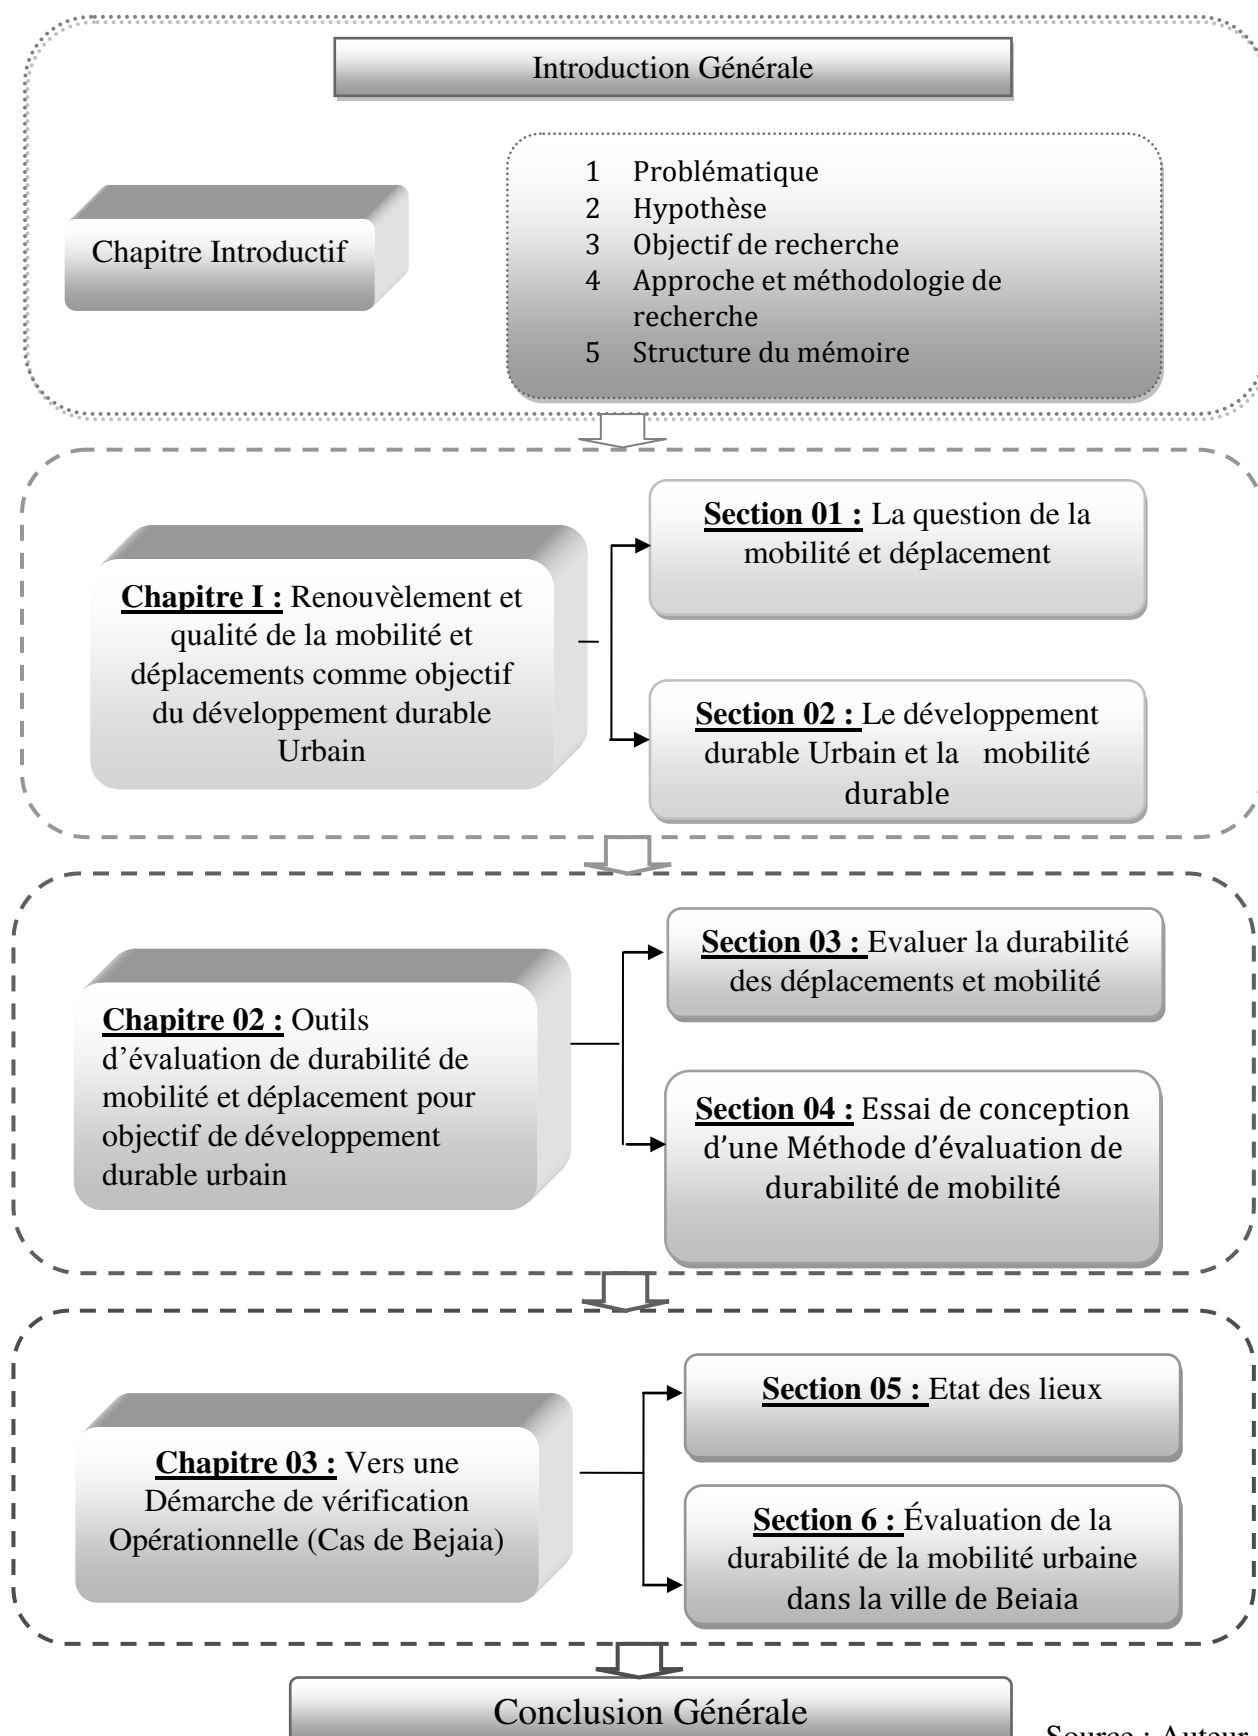 Introduction Générale
Chapitre Introductif
1 Problématique
2 Hypothèse
3 Objectif de recherche
4 Approche et méthodologie de
recherche
5 Structure du mémoire
Chapitre I : Renouvèlement et
qualité de la mobilité et
déplacements comme objectif
du développement durable
Urbain
Section 01 : La question de la
mobilité et déplacement
Section 02 : Le développement
durable Urbain et la mobilité
durable
Chapitre 02 : Outils
d’évaluation de durabilité de
mobilité et déplacement pour
objectif de développement
durable urbain
Section 03 : Evaluer la durabilité
des déplacements et mobilité
Section 04 : Essai de conception
d’une Méthode d’évaluation de
durabilité de mobilité
Chapitre 03 : Vers une
Démarche de vérification
Opérationnelle (Cas de Bejaia)
Section 05 : Etat des lieux
Section 6 : Évaluation de la
durabilité de la mobilité urbaine
dans la ville de Bejaia
Conclusion Générale
Source : Auteur